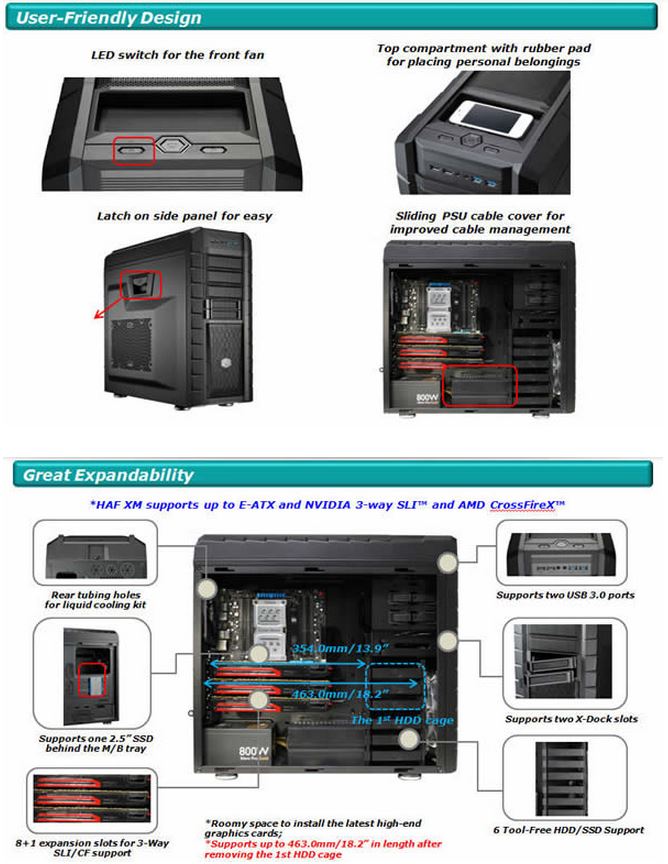 User-Friendly Design
LED switch for the front fan
Top compartment with rubber pad
for placing personal belongings
Latch on side panel for easy
Sliding PSU cable cover for
improved cable management
800W
Great Expandability
*HAF XM supports up to E-ATX and NVIDIA 3-way SLI™ and AMD CrossFireX™
Rear tubing holes
for liquid cooling kit
Supports two USB 3.0 ports
354.0mm/13.9"
463.0mm/18.2"
The 1st HDD cage
Supports one 2.5" SSD
behind the M/B tray
Supports two X-Dock slots
800W
8+1 expansion slots for 3-Way
SLI/CF support
*Roomy space to install the latest high-end
graphics cards;
*Supports up to 463.0mm/18.2" in length after
removing the 1st HDD cage
6 Tool-Free HDD/SSD Support